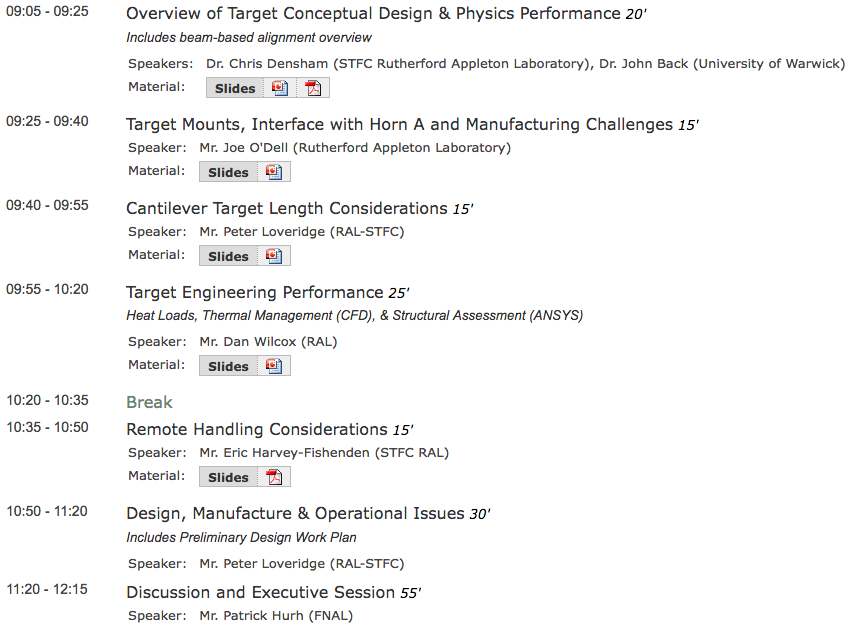 09:05 - 09:25 Overview of Target Conceptual Design & Physics Performance 20'
Includes beam-based alignment overview
Speakers: Dr. Chris Densham (STFC Rutherford Appleton Laboratory), Dr. John Back (University of Warwick)
Material: Slides
09:25 - 09:40 Target Mounts, Interface with Horn A and Manufacturing Challenges 15'
Speaker: Mr. Joe O'Dell (Rutherford Appleton Laboratory)
Material: Slides
09:40 - 09:55 Cantilever Target Length Considerations 15'
Speaker: Mr. Peter Loveridge (RAL-STFC)
Material: Slides
09:55 - 10:20 Target Engineering Performance 25'
Heat Loads, Thermal Management (CFD), & Structural Assessment (ANSYS)
Speaker: Mr. Dan Wilcox (RAL)
Material: Slides
10:20 - 10:35 Break
10:35 - 10:50 Remote Handling Considerations 15'
Speaker: Mr. Eric Harvey-Fishenden (STFC RAL)
Material: Slides
10:50 - 11:20 Design, Manufacture & Operational Issues 30'
Includes Preliminary Design Work Plan
Speaker: Mr. Peter Loveridge (RAL-STFC)
11:20 - 12:15 Discussion and Executive Session 55'
Speaker: Mr. Patrick Hurh (FNAL)